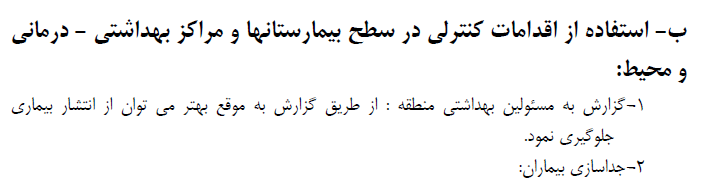 ب- استفاده از اقدامات کنترلی در سطح بیمارستانها و مراکز بهداشتی - درمانی
و محیط:
۱-گزارش به مسئولین بهداشتی منطقه : از طریق گزارش به موقع بهتر می توان از انتشار بیماری
جلوگیری نمود.
۲-جداسازی بیماران: